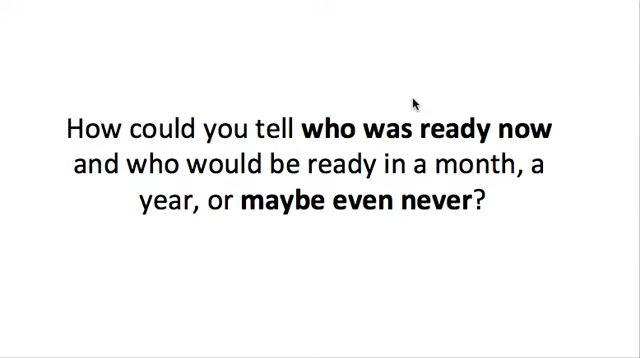 How could you tell who was ready now
and who would be ready in a month, a
year, or maybe even never?